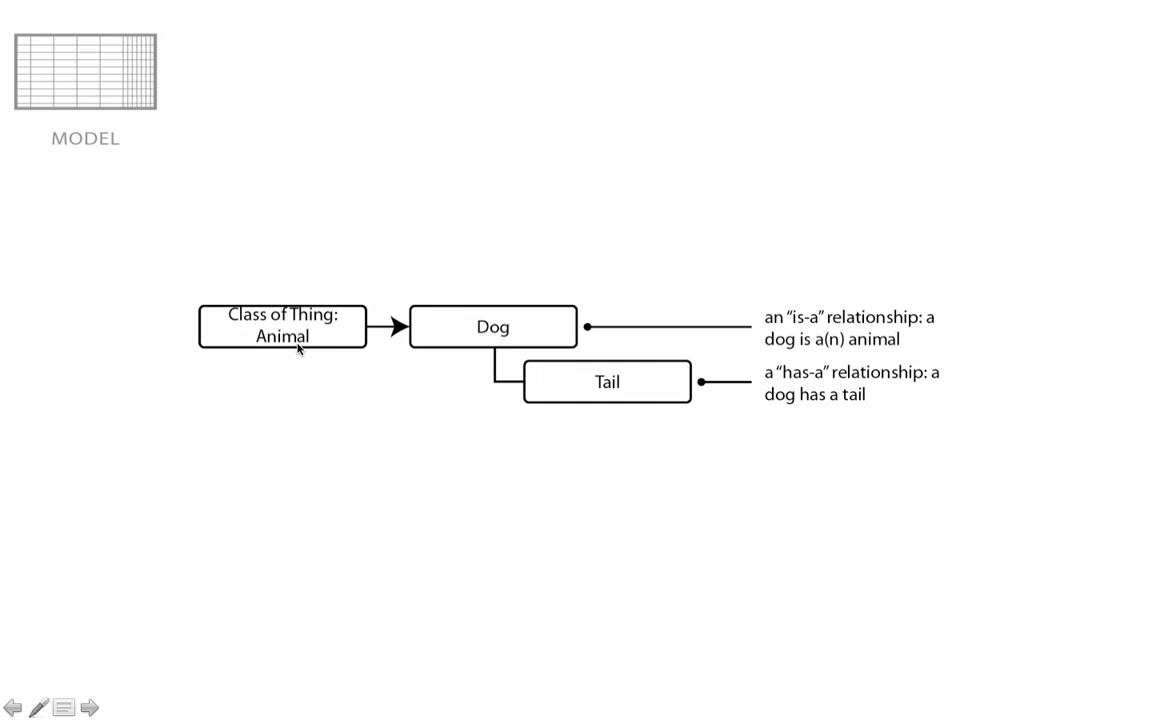 MODEL
Class of Thing:
Animal
Dog
an “is-a” relationship: a
dog is a(n) animal
Tail
a “has-a” relationship: a
dog has a tail